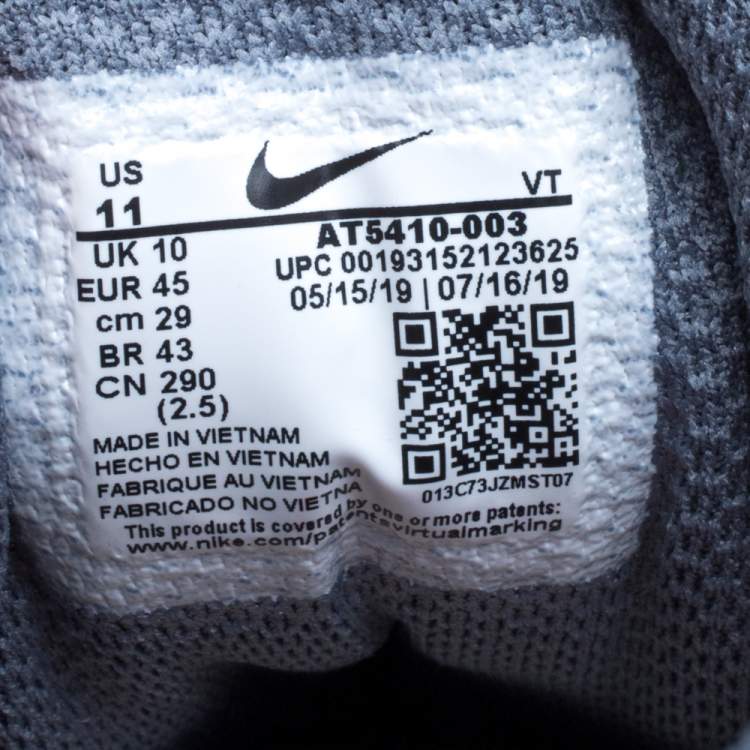 US
11
VT
UK 10
EUR 45
cm 29
BR 43
CN 290
(2.5)
AT5410-003
UPC 00193152123625
05/15/19 | 07/16/19
013C73JZMST07
MADE IN VIETNAM
HECHO EN VIETNAM
FABRIQUE AU VIETNAM
FABRICADO NO VIETNA
This product is covered by one or more patents:
www.nike.com/patentsvirtualmarking